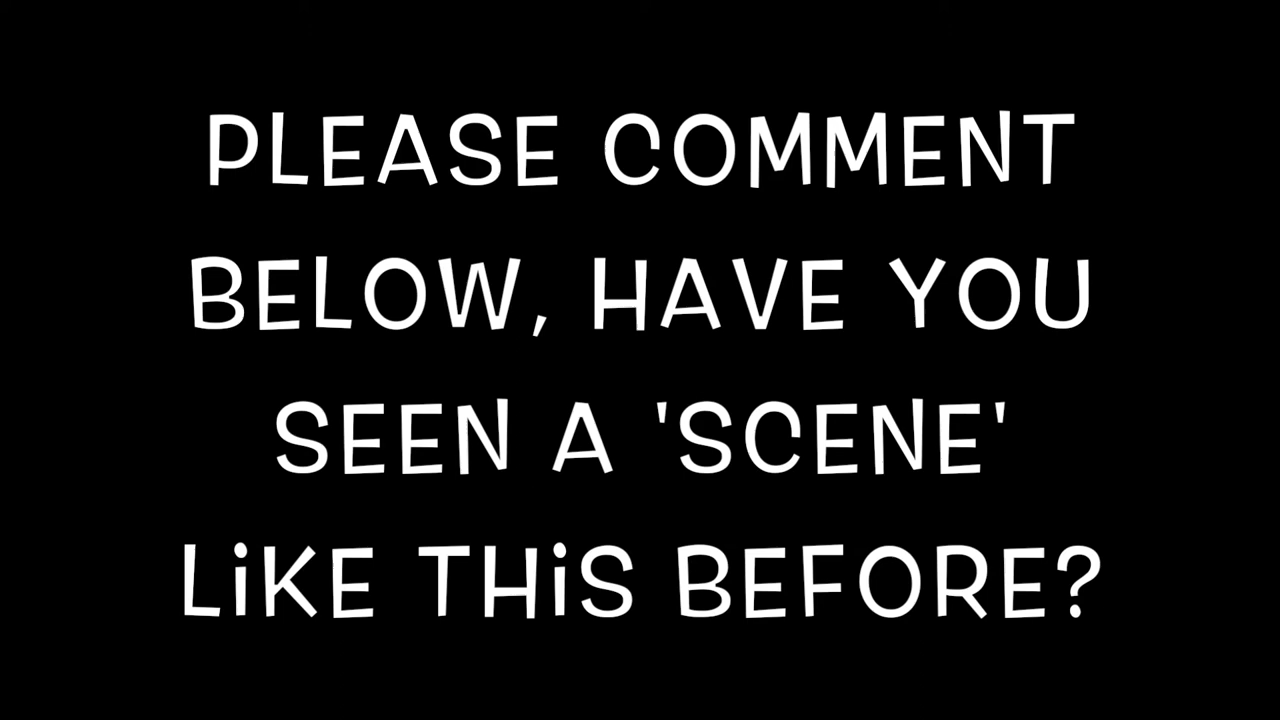 PLEASE COMMENT
BELOW, HAVE YOU
SEEN A 'SCENE'
LiKE THiS BEFORE?